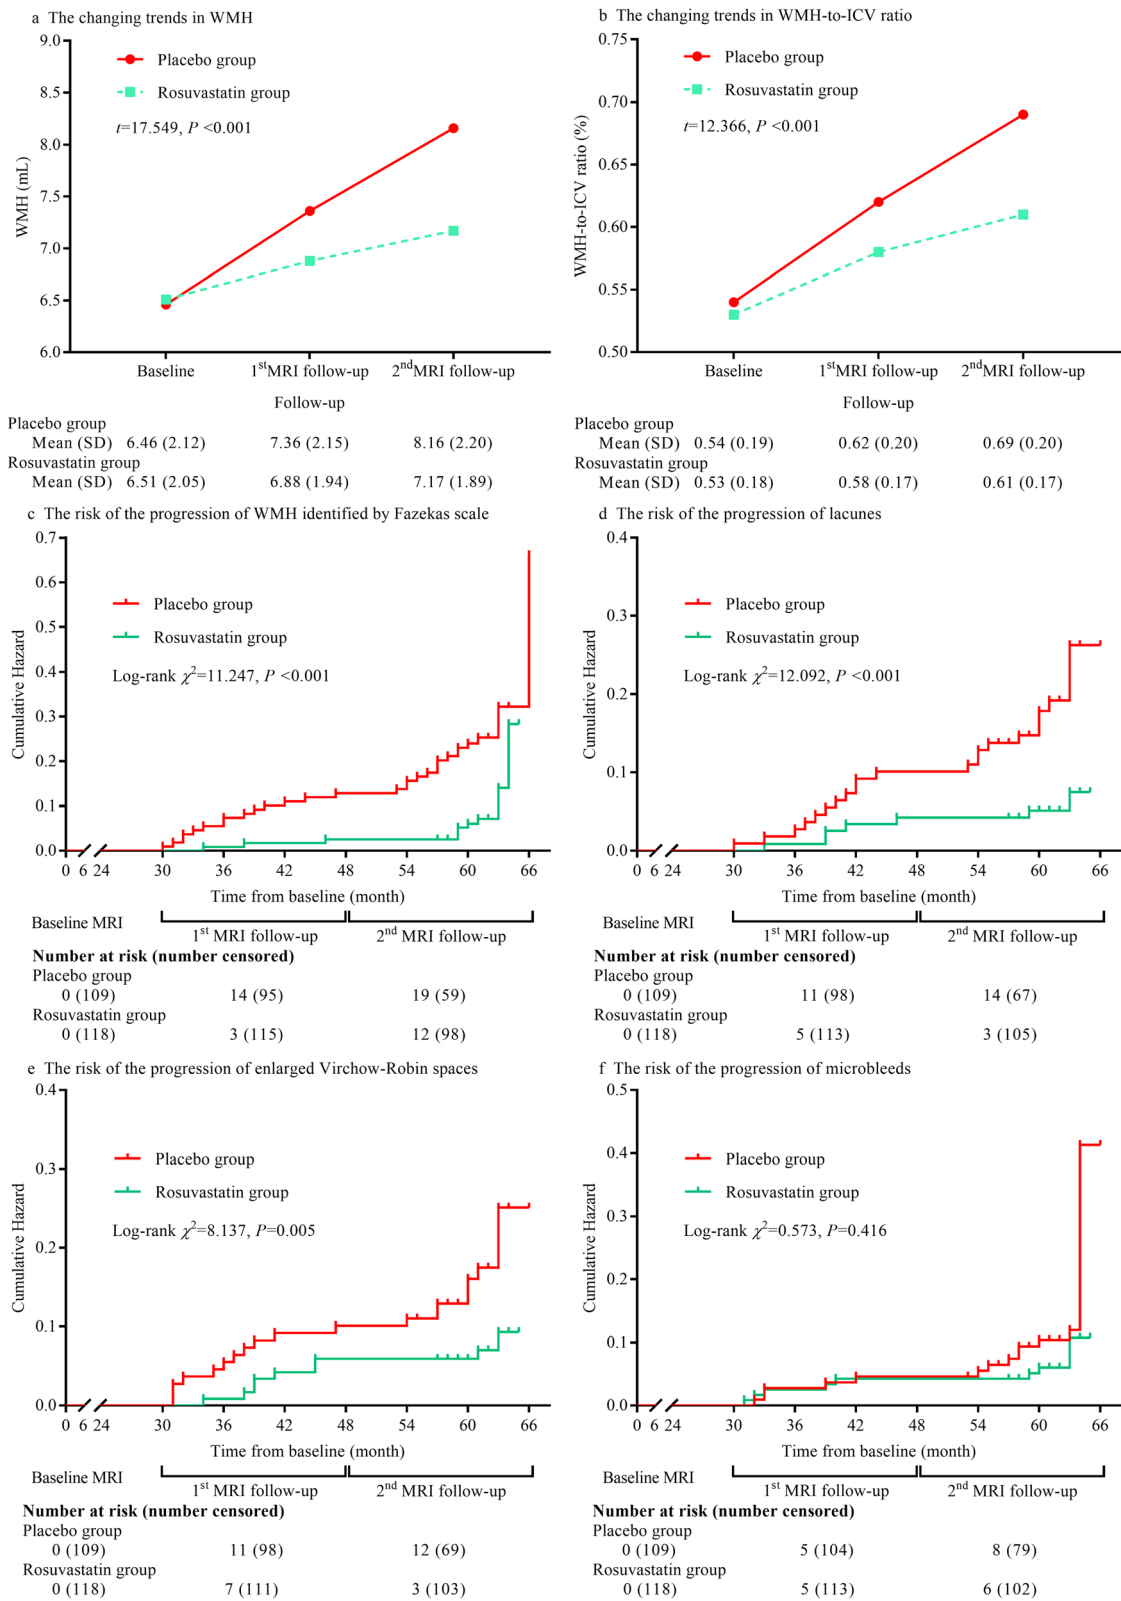 a The changing trends in WMH
9.0
8.5
8.0
7.5
7.0
6.5
6.0
WMH (mL)
Placebo group
Rosuvastatin group
t=17.549, P <0.001
Baseline
1st MRI follow-up
2nd MRI follow-up
Follow-up
Placebo group
Mean (SD) 6.46 (2.12) 7.36 (2.15) 8.16 (2.20)
Rosuvastatin group
Mean (SD) 6.51 (2.05) 6.88 (1.94) 7.17 (1.89)
b The changing trends in WMH-to-ICV ratio
0.75
0.70
0.65
0.60
0.55
0.50
WMH-to-ICV ratio (%)
Placebo group
Rosuvastatin group
t=12.366, P <0.001
Baseline
1st MRI follow-up
2nd MRI follow-up
Follow-up
Placebo group
Mean (SD) 0.54 (0.19) 0.62 (0.20) 0.69 (0.20)
Rosuvastatin group
Mean (SD) 0.53 (0.18) 0.58 (0.17) 0.61 (0.17)
c The risk of the progression of WMH identified by Fazekas scale
0.7
0.6
0.5
0.4
0.3
0.2
0.1
0.0
Cumulative Hazard
Placebo group
Rosuvastatin group
Log-rank χ2=11.247, P <0.001
0 6 24 30 36 42 48 54 60 66
Time from baseline (month)
Baseline MRI
1st MRI follow-up
2nd MRI follow-up
Number at risk (number censored)
Placebo group
0 (109) 14 (95) 19 (59)
Rosuvastatin group
0 (118) 3 (115) 12 (98)
d The risk of the progression of lacunes
0.4
0.3
0.2
0.1
0.0
Cumulative Hazard
Placebo group
Rosuvastatin group
Log-rank χ2=12.092, P <0.001
0 6 24 30 36 42 48 54 60 66
Time from baseline (month)
Baseline MRI
1st MRI follow-up
2nd MRI follow-up
Number at risk (number censored)
Placebo group
0 (109) 11 (98) 14 (67)
Rosuvastatin group
0 (118) 5 (113) 3 (105)
e The risk of the progression of enlarged Virchow-Robin spaces
0.4
0.3
0.2
0.1
0.0
Cumulative Hazard
Placebo group
Rosuvastatin group
Log-rank χ2=8.137, P=0.005
0 6 24 30 36 42 48 54 60 66
Time from baseline (month)
Baseline MRI
1st MRI follow-up
2nd MRI follow-up
Number at risk (number censored)
Placebo group
0 (109) 11 (98) 12 (69)
Rosuvastatin group
0 (118) 7 (111) 3 (103)
f The risk of the progression of microbleeds
0.5
0.4
0.3
0.2
0.1
0.0
Cumulative Hazard
Placebo group
Rosuvastatin group
Log-rank χ2=0.573, P=0.416
0 6 24 30 36 42 48 54 60 66
Time from baseline (month)
Baseline MRI
1st MRI follow-up
2nd MRI follow-up
Number at risk (number censored)
Placebo group
0 (109) 5 (104) 8 (79)
Rosuvastatin group
0 (118) 5 (113) 6 (102)